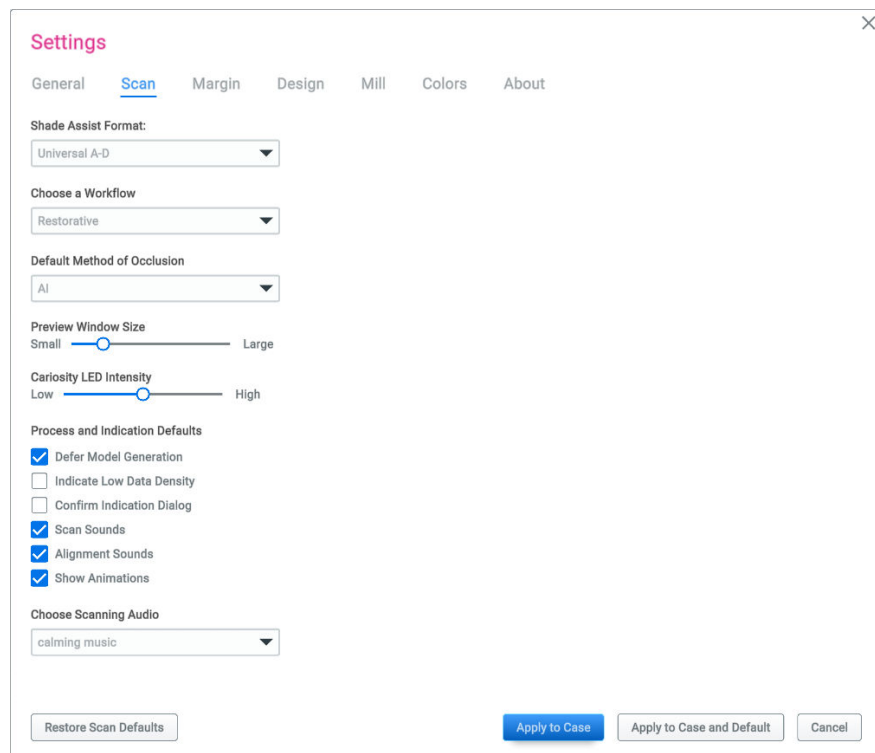 Settings
General Scan Margin Design Mill Colors About
Shade Assist Format:
Universal A-D
Choose a Workflow
Restorative
Default Method of Occlusion
AI
Preview Window Size
Small Large
Cariosity LED Intensity
Low High
Process and Indication Defaults
Defer Model Generation
Indicate Low Data Density
Confirm Indication Dialog
Scan Sounds
Alignment Sounds
Show Animations
Choose Scanning Audio
calming music
Restore Scan Defaults Apply to Case Apply to Case and Default Cancel